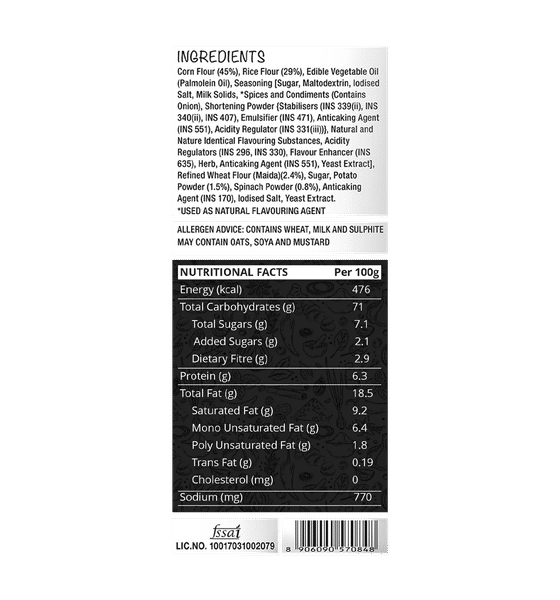 INGREDIENTS
Corn Flour (45%), Rice Flour (29%), Edible Vegetable Oil
(Palmolein Oil), Seasoning [Sugar, Maltodextrin, Iodised
Salt, Milk Solids, *Spices and Condiments (Contains
Onion), Shortening Powder {Stabilisers (INS 339(ii), INS
340(ii), INS 407), Emulsifier (INS 471), Anticaking Agent
(INS 551), Acidity Regulator (INS 331(iii))}, Natural and
Nature Identical Flavouring Substances, Acidity
Regulators (INS 296, INS 330), Flavour Enhancer (INS
635), Herb, Anticaking Agent (INS 551), Yeast Extract],
Refined Wheat Flour (Maida)(2.4%), Sugar, Potato
Powder (1.5%), Spinach Powder (0.8%), Anticaking
Agent (INS 170), Iodised Salt, Yeast Extract.
*USED AS NATURAL FLAVOURING AGENT
ALLERGEN ADVICE: CONTAINS WHEAT, MILK AND SULPHITE
MAY CONTAIN OATS, SOYA AND MUSTARD
NUTRITIONAL FACTS Per 100g
Energy (kcal) 476
Total Carbohydrates (g) 71
Total Sugars (g) 7.1
Added Sugars (g) 2.1
Dietary Fitre (g) 2.9
Protein (g) 6.3
Total Fat (g) 18.5
Saturated Fat (g) 9.2
Mono Unsaturated Fat (g) 6.4
Poly Unsaturated Fat (g) 1.8
Trans Fat (g) 0.19
Cholesterol (mg) 0
Sodium (mg) 770
fssai
LIC.NO. 10017031002079
8 906090 570848